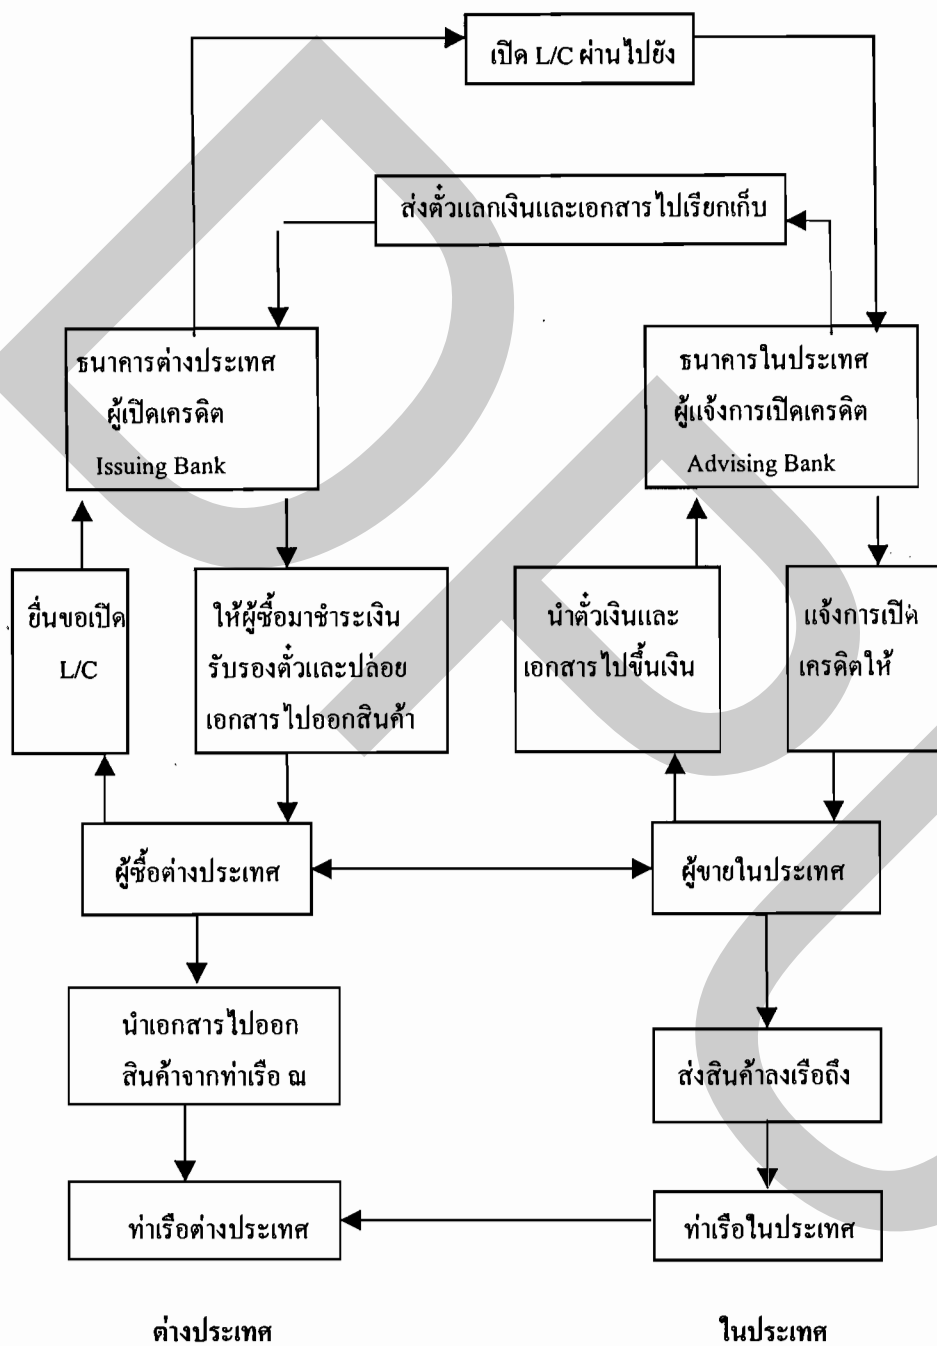 เปิด L/C ผ่านไปยัง
ส่งตั๋วแลกเงินและเอกสารไปเรียกเก็บ
ธนาคารต่างประเทศ
ผู้เปิดเครดิต
Issuing Bank
ธนาคารในประเทศ
ผู้แจ้งการเปิดเครดิต
Advising Bank
ยื่นขอเปิด
L/C
ให้ผู้ซื้อมาชำระเงิน
รับรองตั๋วและปล่อย
เอกสารไปออกสินค้า
นำตั๋วเงินและ
เอกสารไปขึ้นเงิน
แจ้งการเปิด
เครดิตให้
ผู้ซื้อต่างประเทศ
ผู้ขายในประเทศ
นำเอกสารไปออก
สินค้าจากท่าเรือ ณ
ส่งสินค้าลงเรือถึง
ท่าเรือต่างประเทศ
ท่าเรือในประเทศ
ต่างประเทศ
ในประเทศ